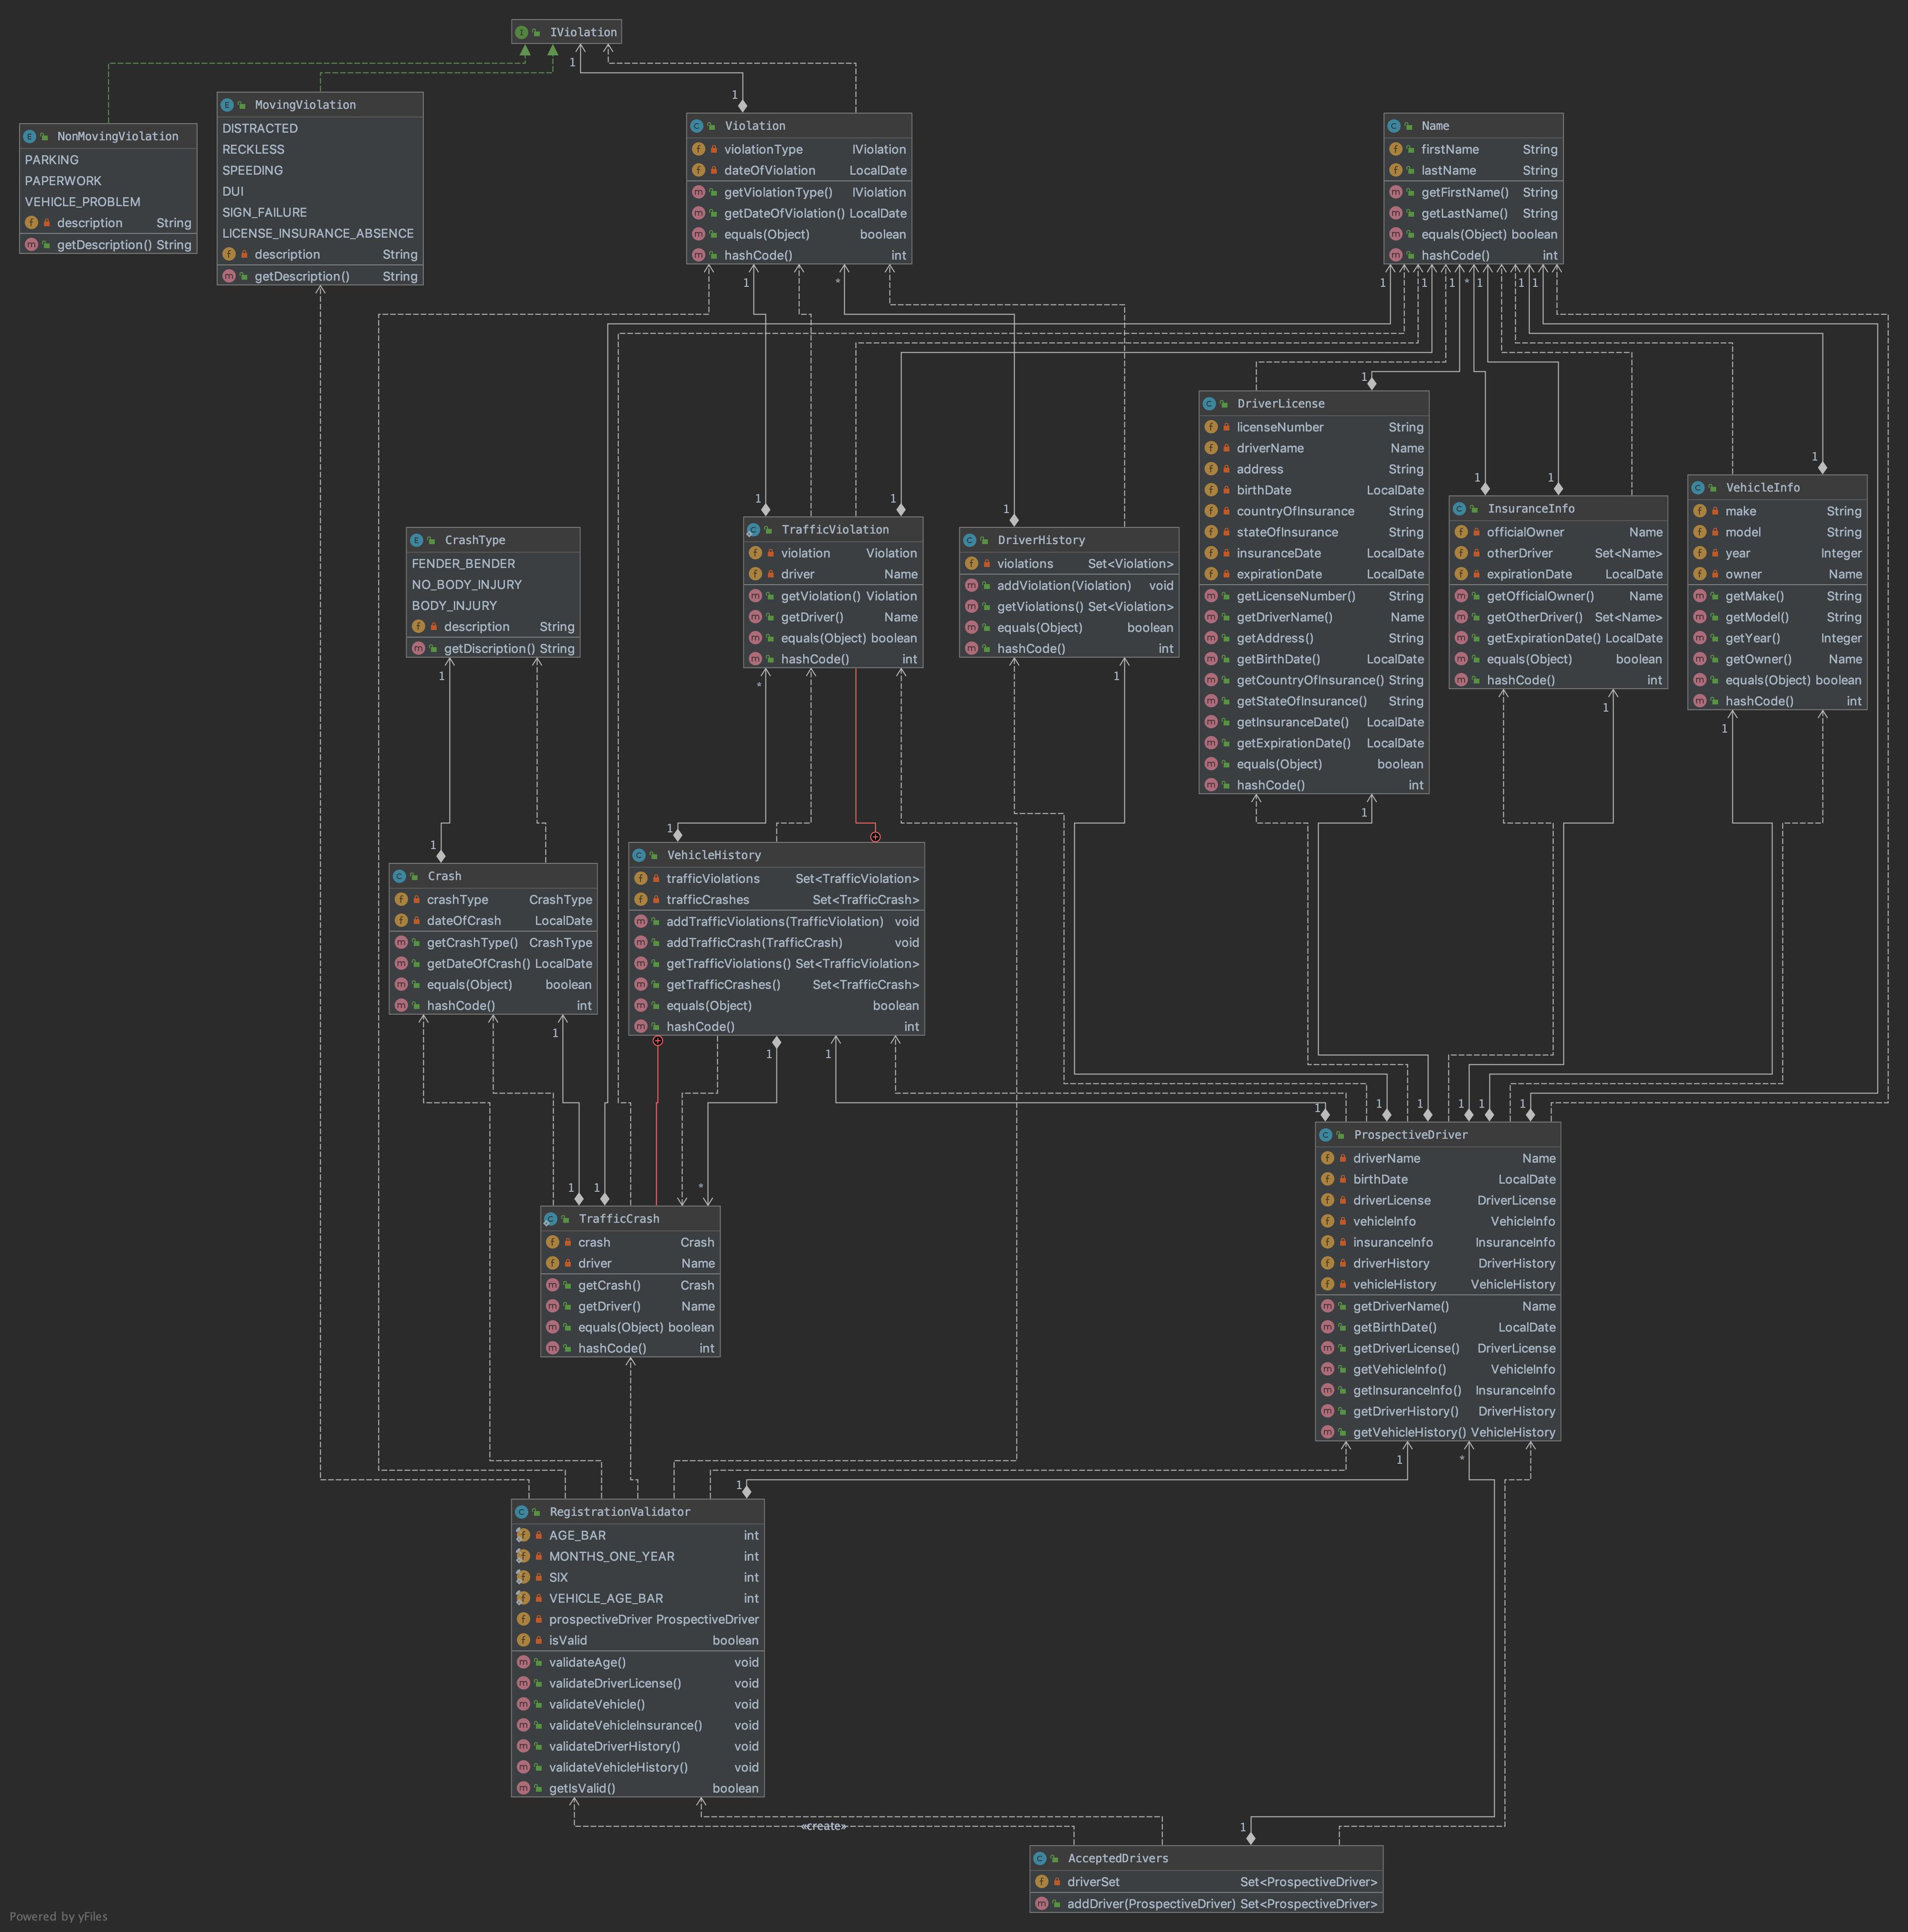 IViolation
NonMovingViolation
PARKING
PAPERWORK
VEHICLE_PROBLEM
description String
getDescription() String
MovingViolation
DISTRACTED
RECKLESS
SPEEDING
DUI
SIGN_FAILURE
LICENSE_INSURANCE_ABSENCE
description String
getDescription() String
Violation
violationType IViolation
dateOfViolation LocalDate
getViolationType() IViolation
getDateOfViolation() LocalDate
equals(Object) boolean
hashCode() int
Name
firstName String
lastName String
getFirstName() String
getLastName() String
equals(Object) boolean
hashCode() int
DriverLicense
licenseNumber String
driverName Name
address String
birthDate LocalDate
countryOfInsurance String
stateOfInsurance String
insuranceDate LocalDate
expirationDate LocalDate
getLicenseNumber() String
getDriverName() Name
getAddress() String
getBirthDate() LocalDate
getCountryOfInsurance() String
getStateOfInsurance() String
getInsuranceDate() LocalDate
getExpirationDate() LocalDate
equals(Object) boolean
hashCode() int
InsuranceInfo
officialOwner Name
otherDriver Set<Name>
expirationDate LocalDate
getOfficialOwner() Name
getOtherDriver() Set<Name>
getExpirationDate() LocalDate
equals(Object) boolean
hashCode() int
VehicleInfo
make String
model String
year Integer
owner Name
getMake() String
getModel() String
getYear() Integer
getOwner() Name
equals(Object) boolean
hashCode() int
CrashType
FENDER_BENDER
NO_BODY_INJURY
BODY_INJURY
description String
getDiscription() String
TrafficViolation
violation Violation
driver Name
getViolation() Violation
getDriver() Name
equals(Object) boolean
hashCode() int
DriverHistory
violations Set<Violation>
addViolation(Violation) void
getViolations() Set<Violation>
equals(Object) boolean
hashCode() int
Crash
crashType CrashType
dateOfCrash LocalDate
getCrashType() CrashType
getDateOfCrash() LocalDate
equals(Object) boolean
hashCode() int
VehicleHistory
trafficViolations Set<TrafficViolation>
trafficCrashes Set<TrafficCrash>
addTrafficViolations(TrafficViolation) void
addTrafficCrash(TrafficCrash) void
getTrafficViolations() Set<TrafficViolation>
getTrafficCrashes() Set<TrafficCrash>
equals(Object) boolean
hashCode() int
TrafficCrash
crash Crash
driver Name
getCrash() Crash
getDriver() Name
equals(Object) boolean
hashCode() int
ProspectiveDriver
driverName Name
birthDate LocalDate
driverLicense DriverLicense
vehicleInfo VehicleInfo
insuranceInfo InsuranceInfo
driverHistory DriverHistory
vehicleHistory VehicleHistory
getDriverName() Name
getBirthDate() LocalDate
getDriverLicense() DriverLicense
getVehicleInfo() VehicleInfo
getInsuranceInfo() InsuranceInfo
getDriverHistory() DriverHistory
getVehicleHistory() VehicleHistory
RegistrationValidator
AGE_BAR int
MONTHS_ONE_YEAR int
SIX int
VEHICLE_AGE_BAR int
prospectiveDriver ProspectiveDriver
isValid boolean
validateAge() void
validateDriverLicense() void
validateVehicle() void
validateVehicleInsurance() void
validateDriverHistory() void
validateVehicleHistory() void
getIsValid() boolean
«create»
AcceptedDrivers
driverSet Set<ProspectiveDriver>
addDriver(ProspectiveDriver) Set<ProspectiveDriver>
Powered by yFiles